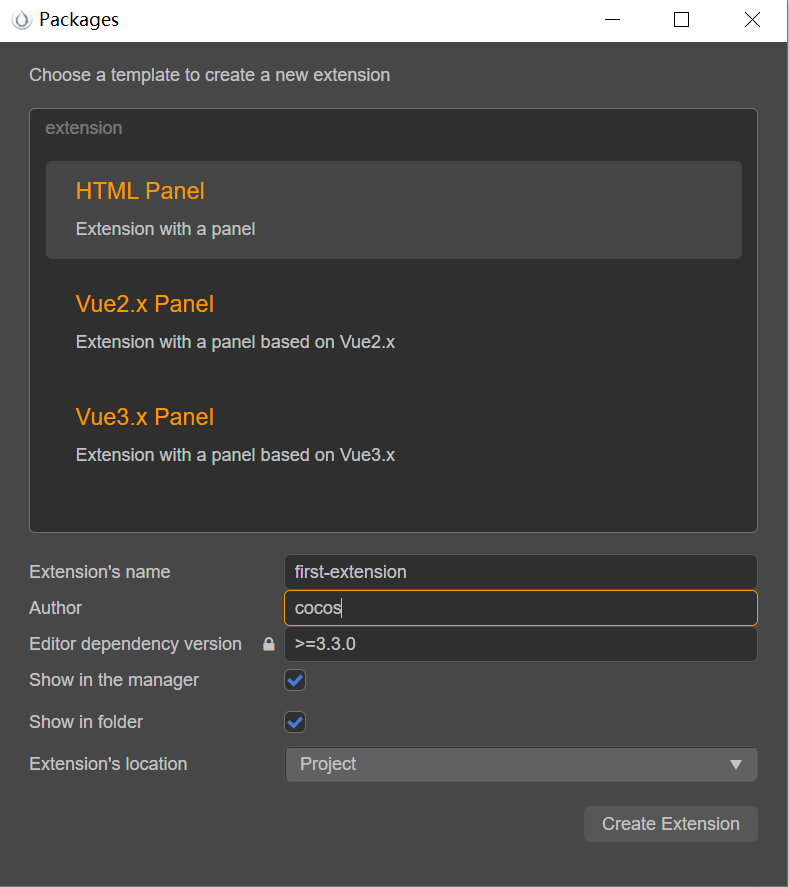 Packages
Choose a template to create a new extension
extension
HTML Panel
Extension with a panel
Vue2.x Panel
Extension with a panel based on Vue2.x
Vue3.x Panel
Extension with a panel based on Vue3.x
Extension's name first-extension
Author cocos
Editor dependency version >=3.3.0
Show in the manager
Show in folder
Extension's location Project
Create Extension